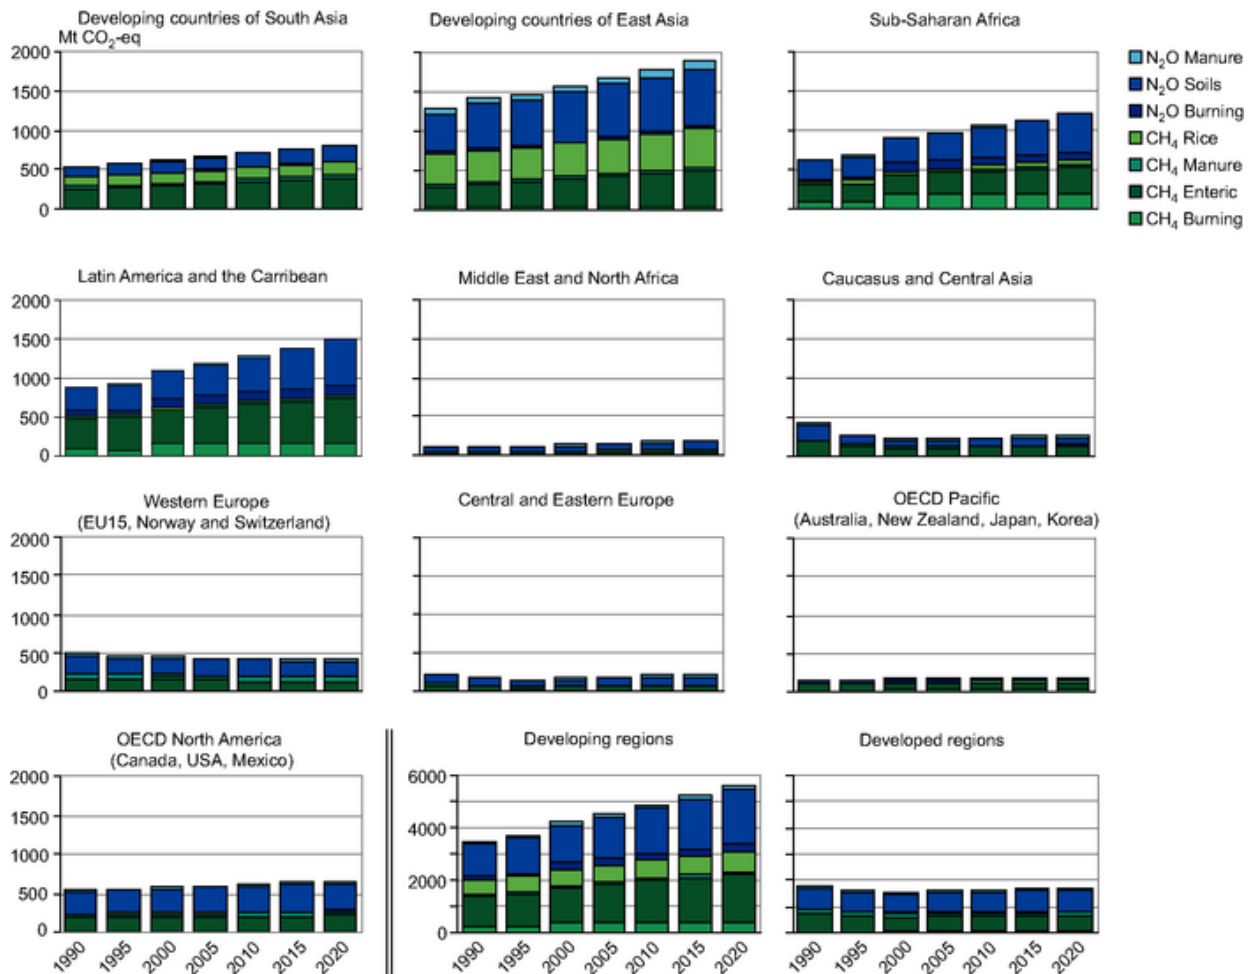 Developing countries of South Asia
Developing countries of East Asia
Sub-Saharan Africa
Mt CO₂-eq
2000
1500
1000
500
0
N₂O Manure
N₂O Soils
N₂O Burning
CH₄ Rice
CH₄ Manure
CH₄ Enteric
CH₄ Burning
Latin America and the Carribean
Middle East and North Africa
Caucasus and Central Asia
2000
1500
1000
500
0
Western Europe
(EU15, Norway and Switzerland)
Central and Eastern Europe
OECD Pacific
(Australia, New Zealand, Japan, Korea)
2000
1500
1000
500
0
OECD North America
(Canada, USA, Mexico)
Developing regions
Developed regions
2000
1500
1000
500
0
6000
4000
2000
0
1990 1995 2000 2005 2010 2015 2020
1990 1995 2000 2005 2010 2015 2020
1990 1995 2000 2005 2010 2015 2020